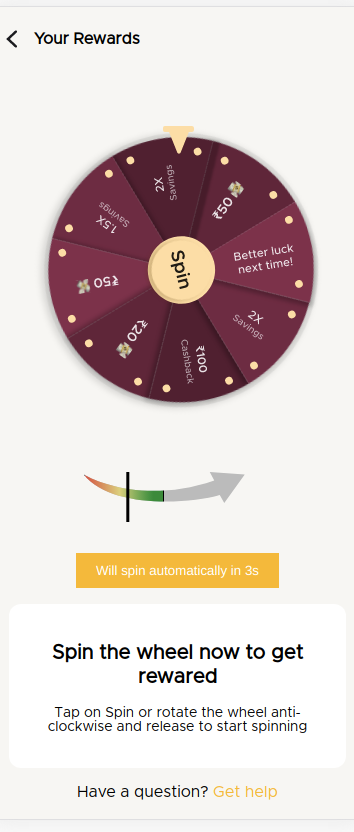 Your Rewards
2X
Savings
₹50
Better luck
next time!
2X
Savings
₹100
Cashback
₹20
₹50
1.5X
Savings
Spin
Will spin automatically in 3s
Spin the wheel now to get
rewared
Tap on Spin or rotate the wheel anti-
clockwise and release to start spinning
Have a question? Get help